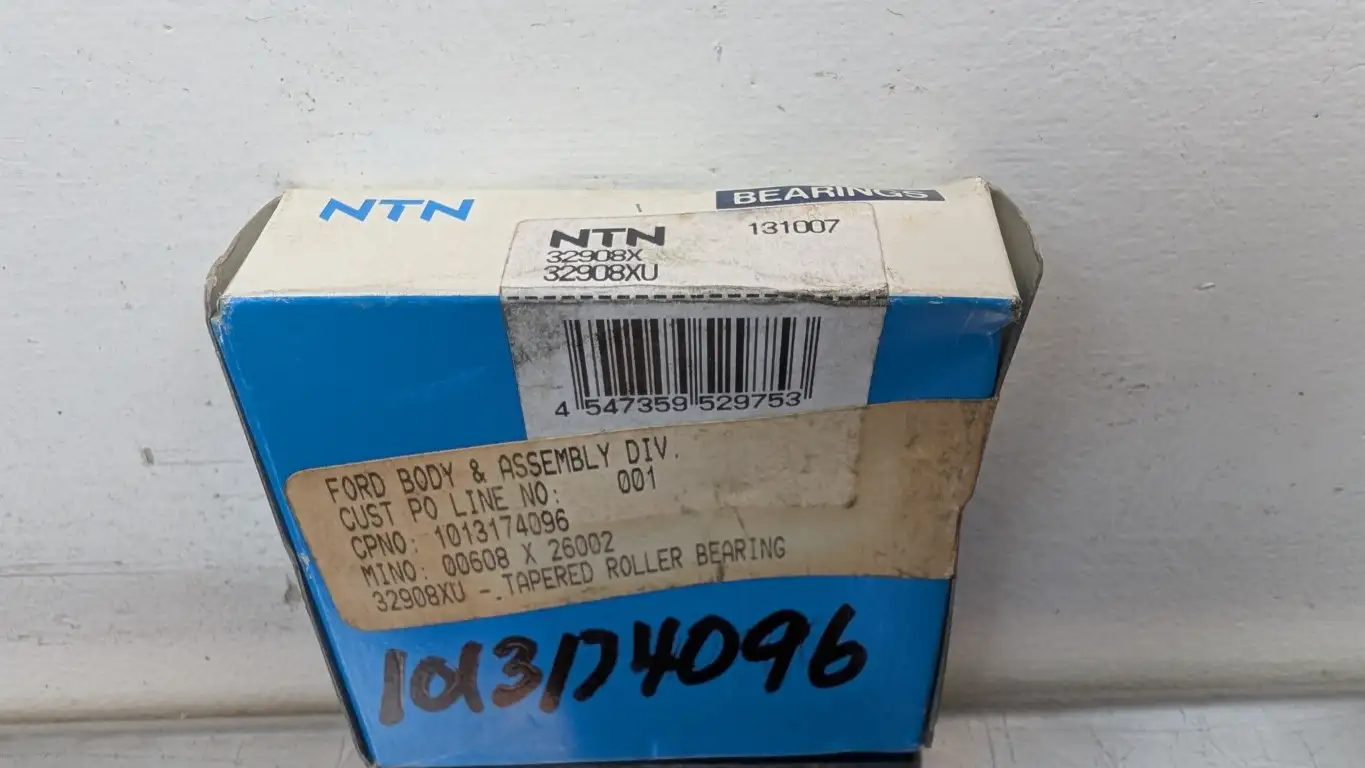 NTN
BEARINGS
NTN
131007
32908X
32908XU
4 547359 529753
FORD BODY & ASSEMBLY DIV.
CUST PO LINE NO: 001
CPNO: 1013174096
MINO: 00608 X 26002
32908XU -.TAPERED ROLLER BEARING
1013174096